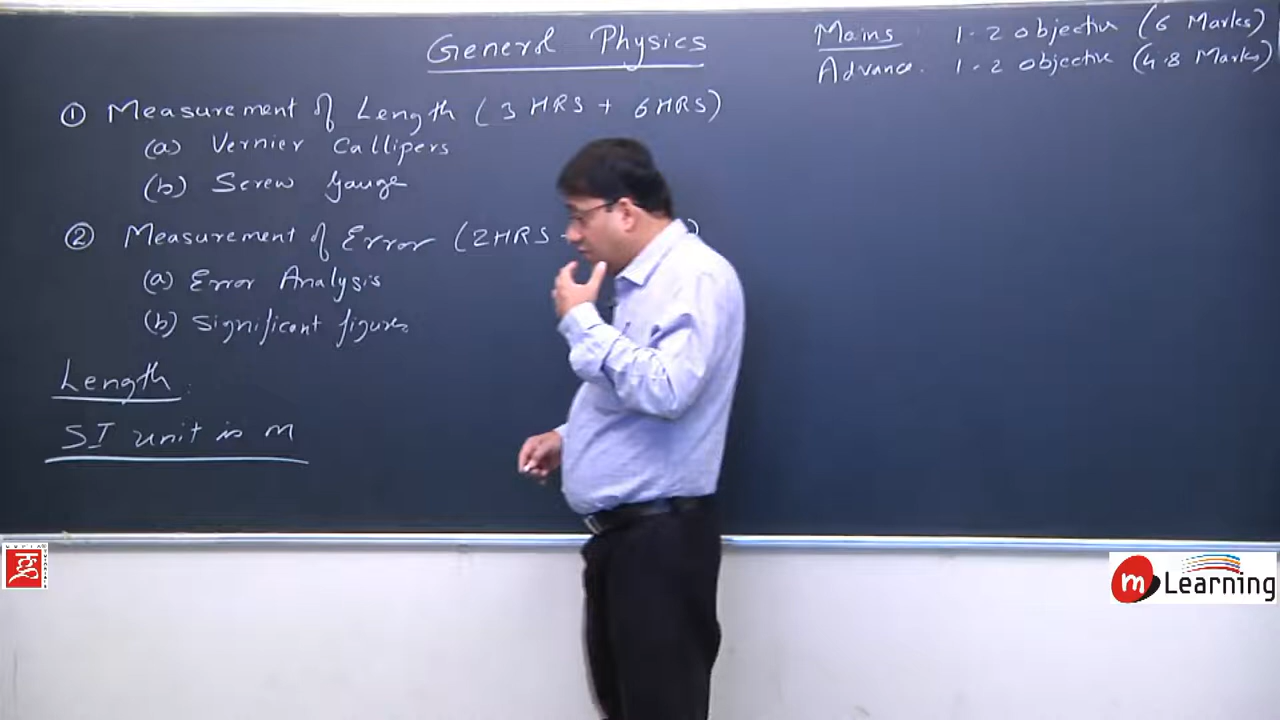 General Physics
Mains : 1-2 objective (6 Marks)
Advance. 1-2 objective (4-8 Marks)
① Measurement of Length (3 HRS + 6 HRS)
(a) Vernier Callipers
(b) Screw Gauge
② Measurement of Error (2HRS
(a) Error Analysis
(b) Significant figures
Length :
SI unit is m
m Learning